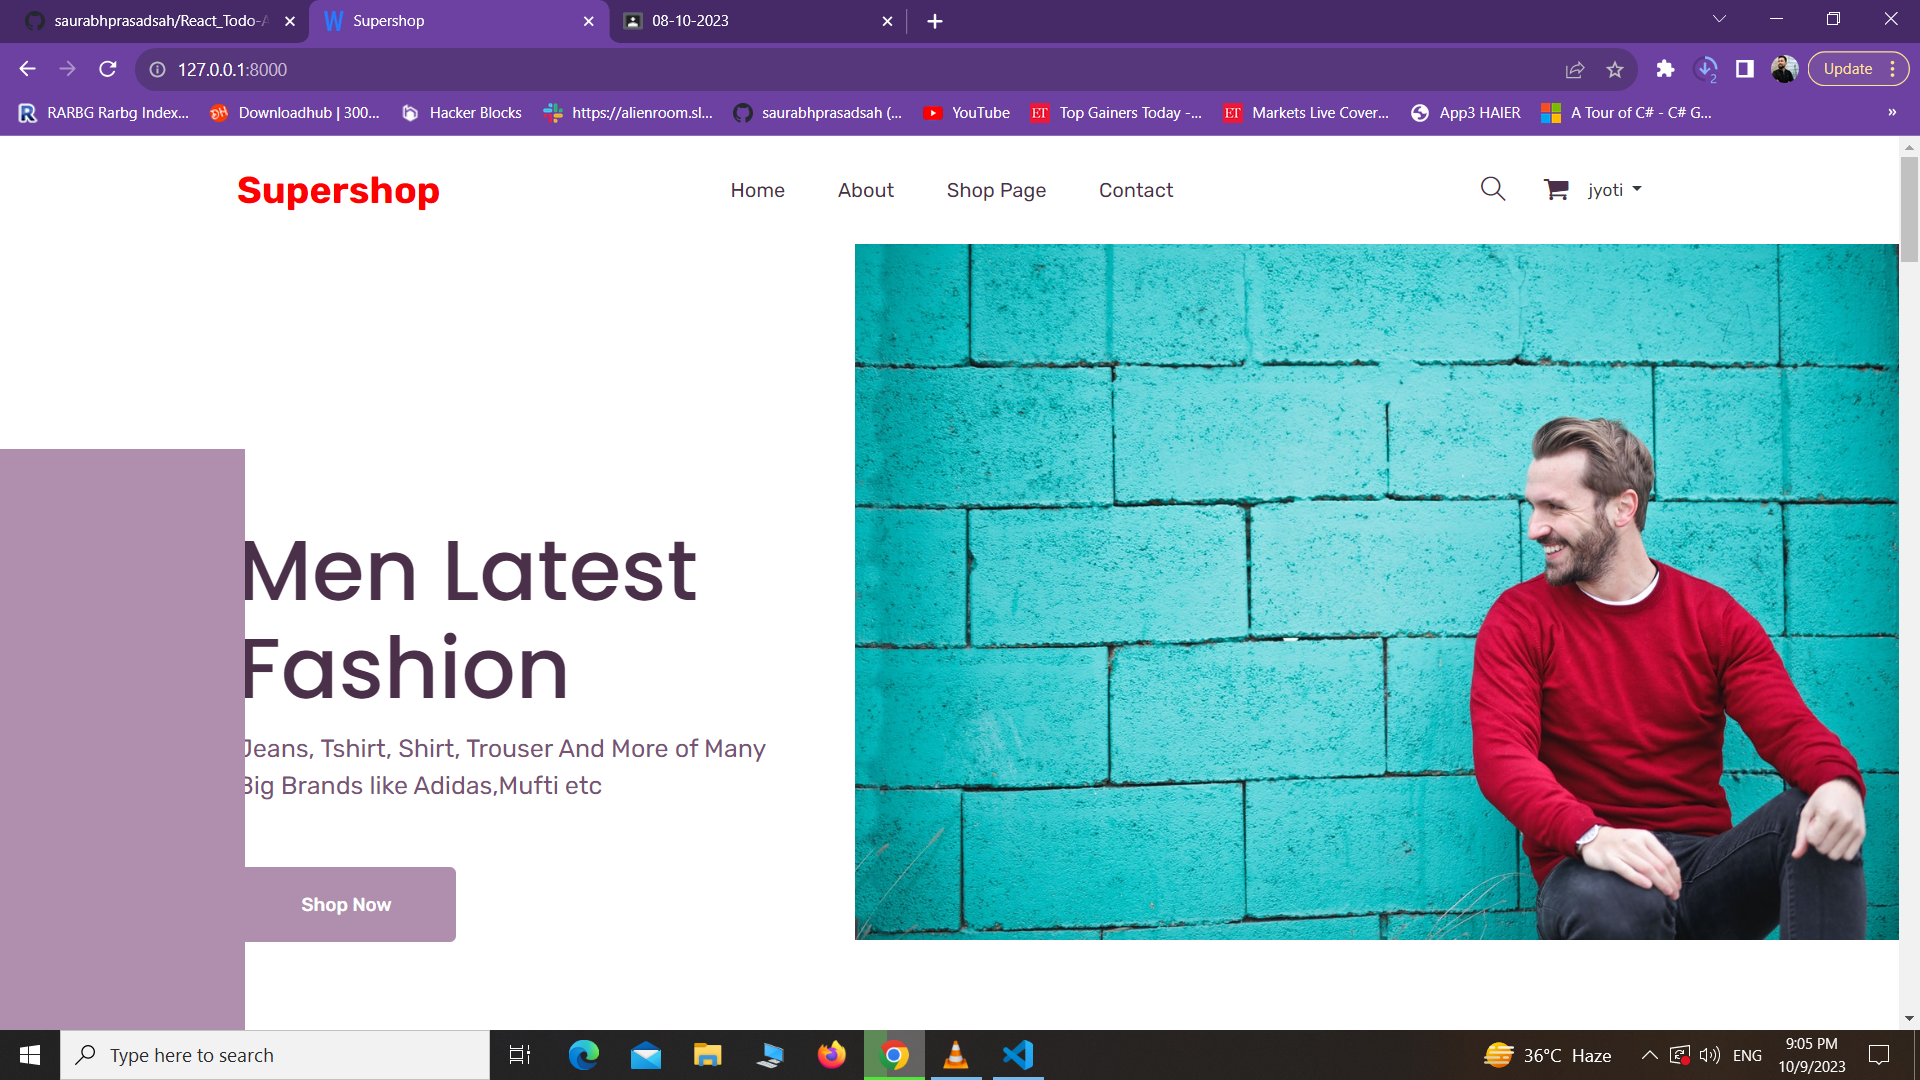 saurabhprasadsah/React_Todo-A
Supershop
08-10-2023
127.0.0.1:8000
Update
RARBG Rarbg Index...
Downloadhub | 300...
Hacker Blocks
https://alienroom.sl...
saurabhprasadsah (...
YouTube
Top Gainers Today -...
Markets Live Cover...
App3 HAIER
A Tour of C# - C# G...
»
Supershop
Home
About
Shop Page
Contact
jyoti
Men Latest
Fashion
Jeans, Tshirt, Shirt, Trouser And More of Many
Big Brands like Adidas,Mufti etc
Shop Now
Type here to search
36°C Haze
ENG
9:05 PM
10/9/2023